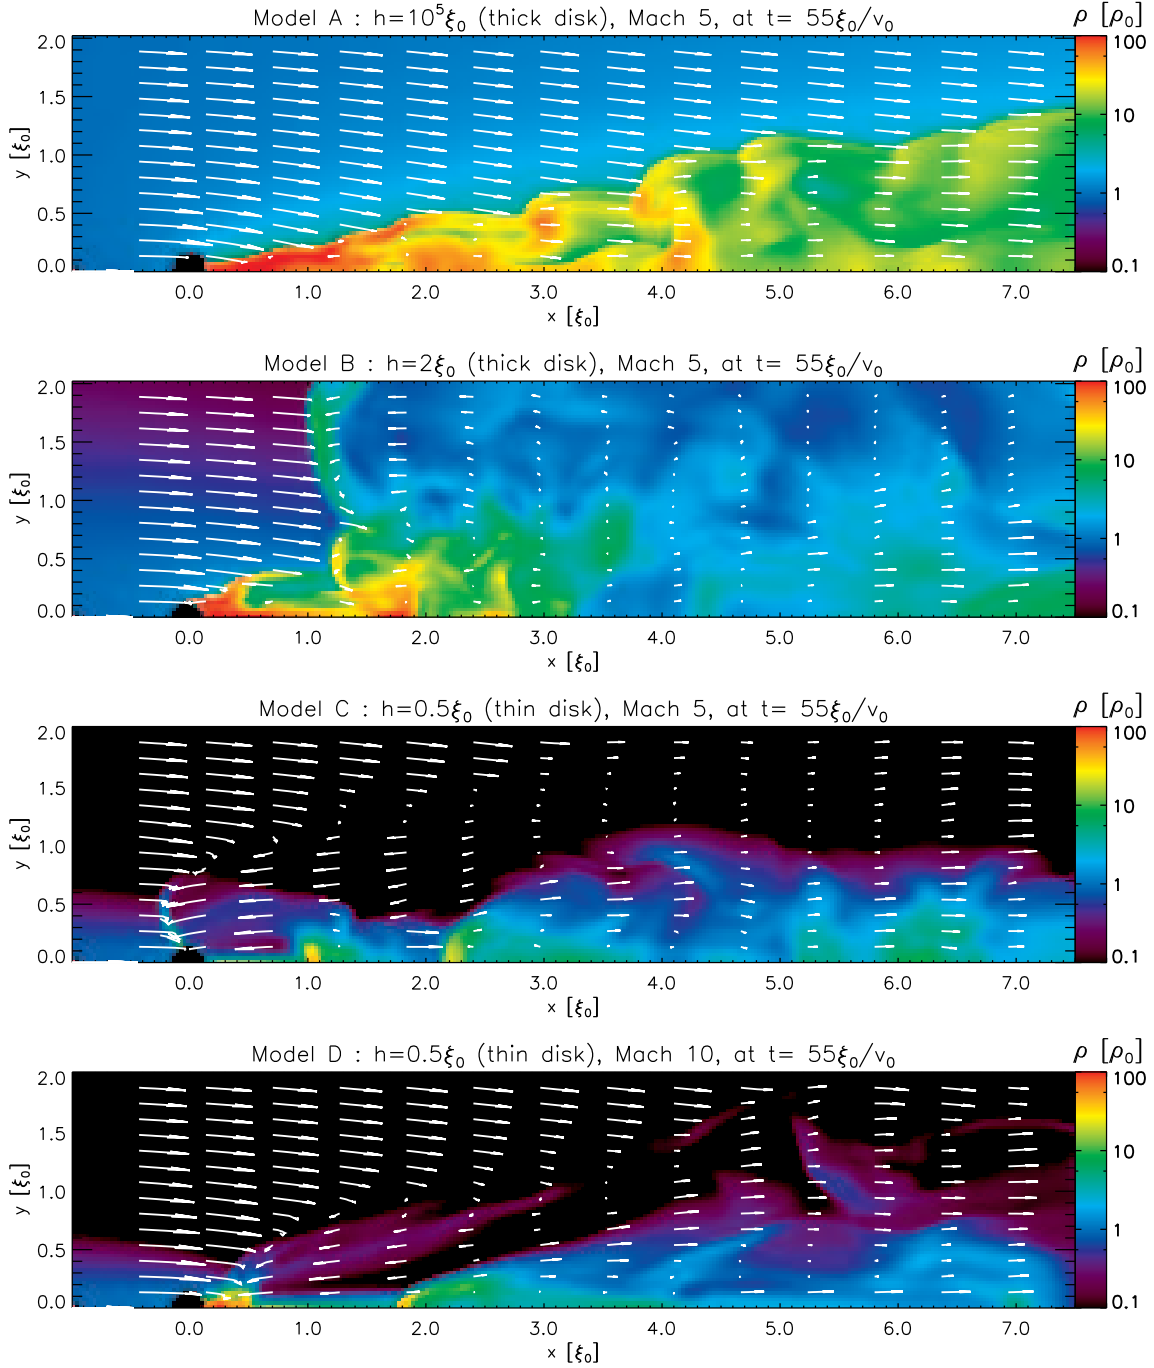 Model A : h=10⁵ξ₀ (thick disk), Mach 5, at t= 55ξ₀/v₀
ρ [ρ₀]
2.0
1.5
1.0
0.5
0.0
y [ξ₀]
100
10
1
0.1
0.0 1.0 2.0 3.0 4.0 5.0 6.0 7.0
x [ξ₀]
Model B : h=2ξ₀ (thick disk), Mach 5, at t= 55ξ₀/v₀
ρ [ρ₀]
2.0
1.5
1.0
0.5
0.0
y [ξ₀]
100
10
1
0.1
0.0 1.0 2.0 3.0 4.0 5.0 6.0 7.0
x [ξ₀]
Model C : h=0.5ξ₀ (thin disk), Mach 5, at t= 55ξ₀/v₀
ρ [ρ₀]
2.0
1.5
1.0
0.5
0.0
y [ξ₀]
100
10
1
0.1
0.0 1.0 2.0 3.0 4.0 5.0 6.0 7.0
x [ξ₀]
Model D : h=0.5ξ₀ (thin disk), Mach 10, at t= 55ξ₀/v₀
ρ [ρ₀]
2.0
1.5
1.0
0.5
0.0
y [ξ₀]
100
10
1
0.1
0.0 1.0 2.0 3.0 4.0 5.0 6.0 7.0
x [ξ₀]